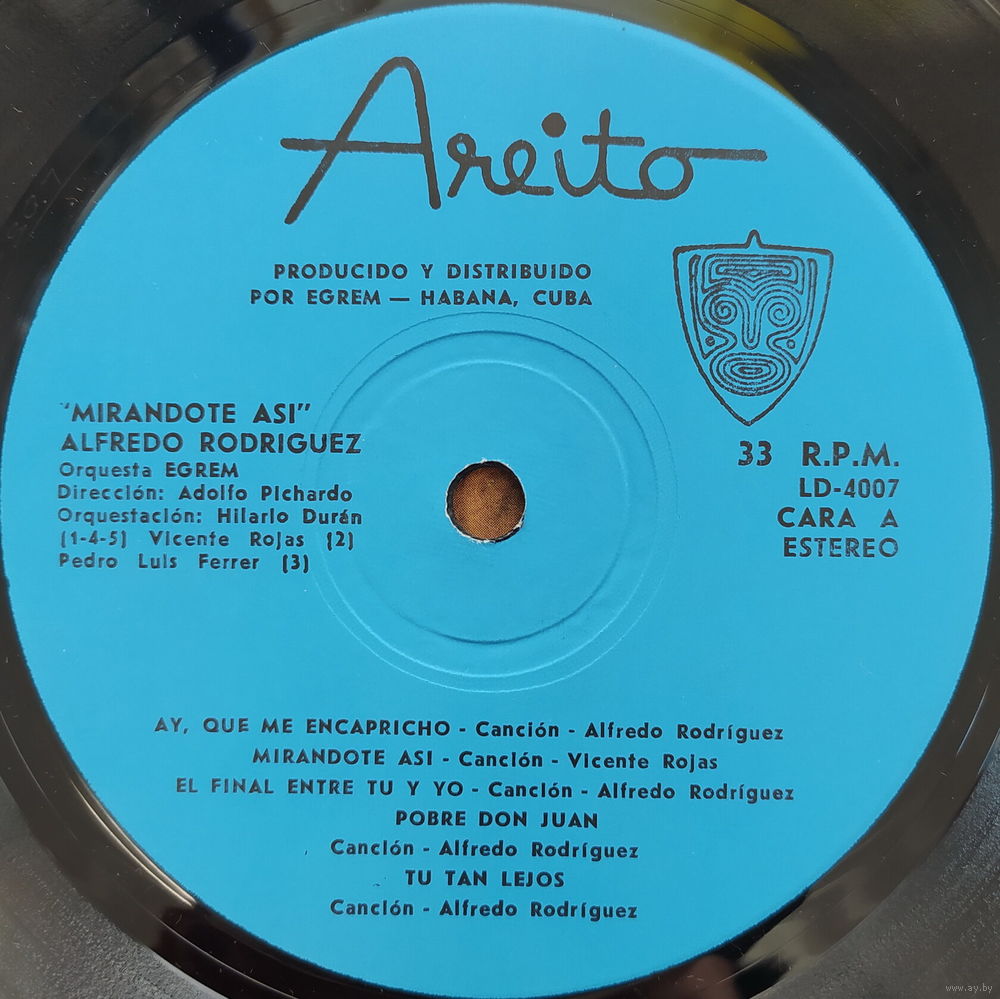 Areito
PRODUCIDO Y DISTRIBUIDO
POR EGREM — HABANA, CUBA
"MIRANDOTE ASI"
ALFREDO RODRIGUEZ
Orquesta EGREM
Dirección: Adolfo Pichardo
Orquestación: Hilario Durán
(1-4-5) Vicente Rojas (2)
Pedro Luis Ferrer (3)
33 R.P.M.
LD-4007
CARA A
ESTEREO
AY, QUE ME ENCAPRICHO - Canción - Alfredo Rodríguez
MIRANDOTE ASI - Canción - Vicente Rojas
EL FINAL ENTRE TU Y YO - Canción - Alfredo Rodríguez
POBRE DON JUAN
Canción - Alfredo Rodríguez
TU TAN LEJOS
Canción - Alfredo Rodríguez
www.ay.by